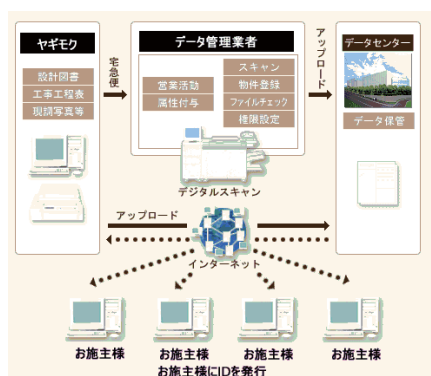 ヤギモク
設計図書
工事工程表
現調写真等
宅急便
データ管理業者
営業活動
属性付与
スキャン
物件登録
ファイルチェック
権限設定
デジタルスキャン
アップロード
データセンター
データ保管
アップロード
インターネット
お施主様
お施主様
お施主様
お施主様
お施主様にIDを発行